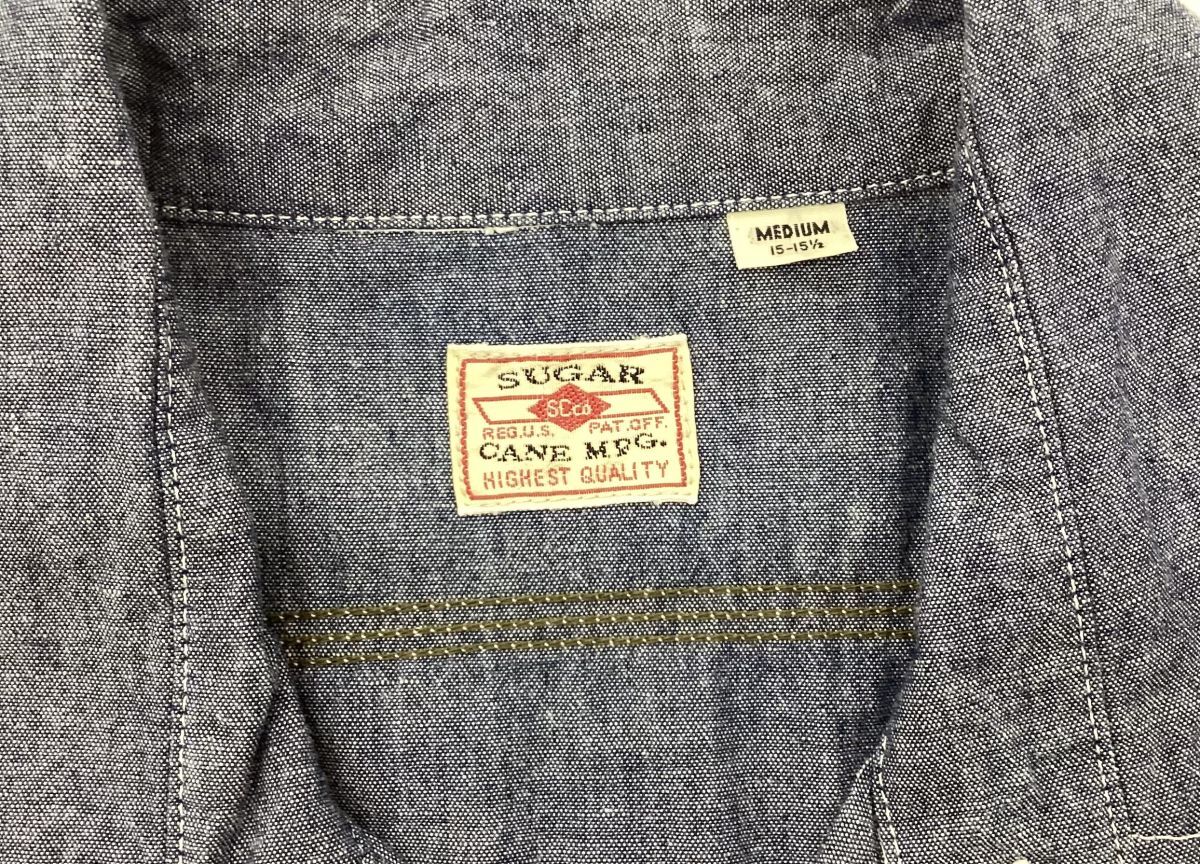 MEDIUM
15-15½
SUGAR
SCco
REG.U.S. PAT.OFF.
CANE MFG.
HIGHEST QUALITY